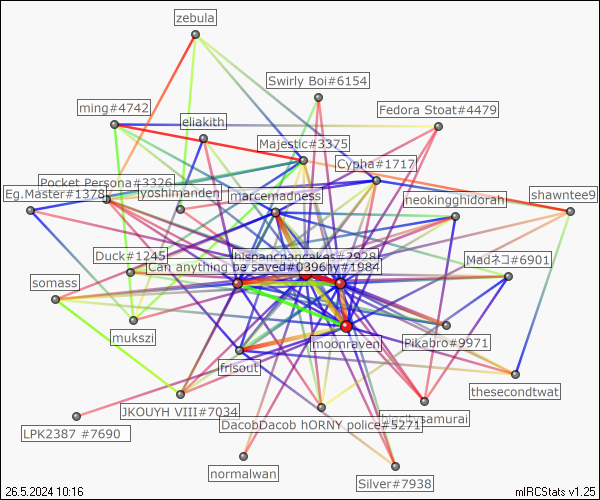 zebula
Swirly Boi#6154
ming#4742
Fedora Stoat#4479
eliakith
Majestic#3375
Cypha#1717
Pocket Persona#3326
Eg.Master#1378
yoshimanden
marcemadness
neokingghidorah
shawntee9
Duck#1245
hispancpancakes#2928
Can anything be saved#0396
hy#1984
Madネコ#6901
somass
mukszi
moonraven
Pikabro#9971
frisout
thesecondtwat
JKOUYH VIII#7034
DacobDacob hORNY police#5271
bigcitysamurai
LPK2387 #7690
normalwan
Silver#7938
26.5.2024 10:16
mIRCStats v1.25